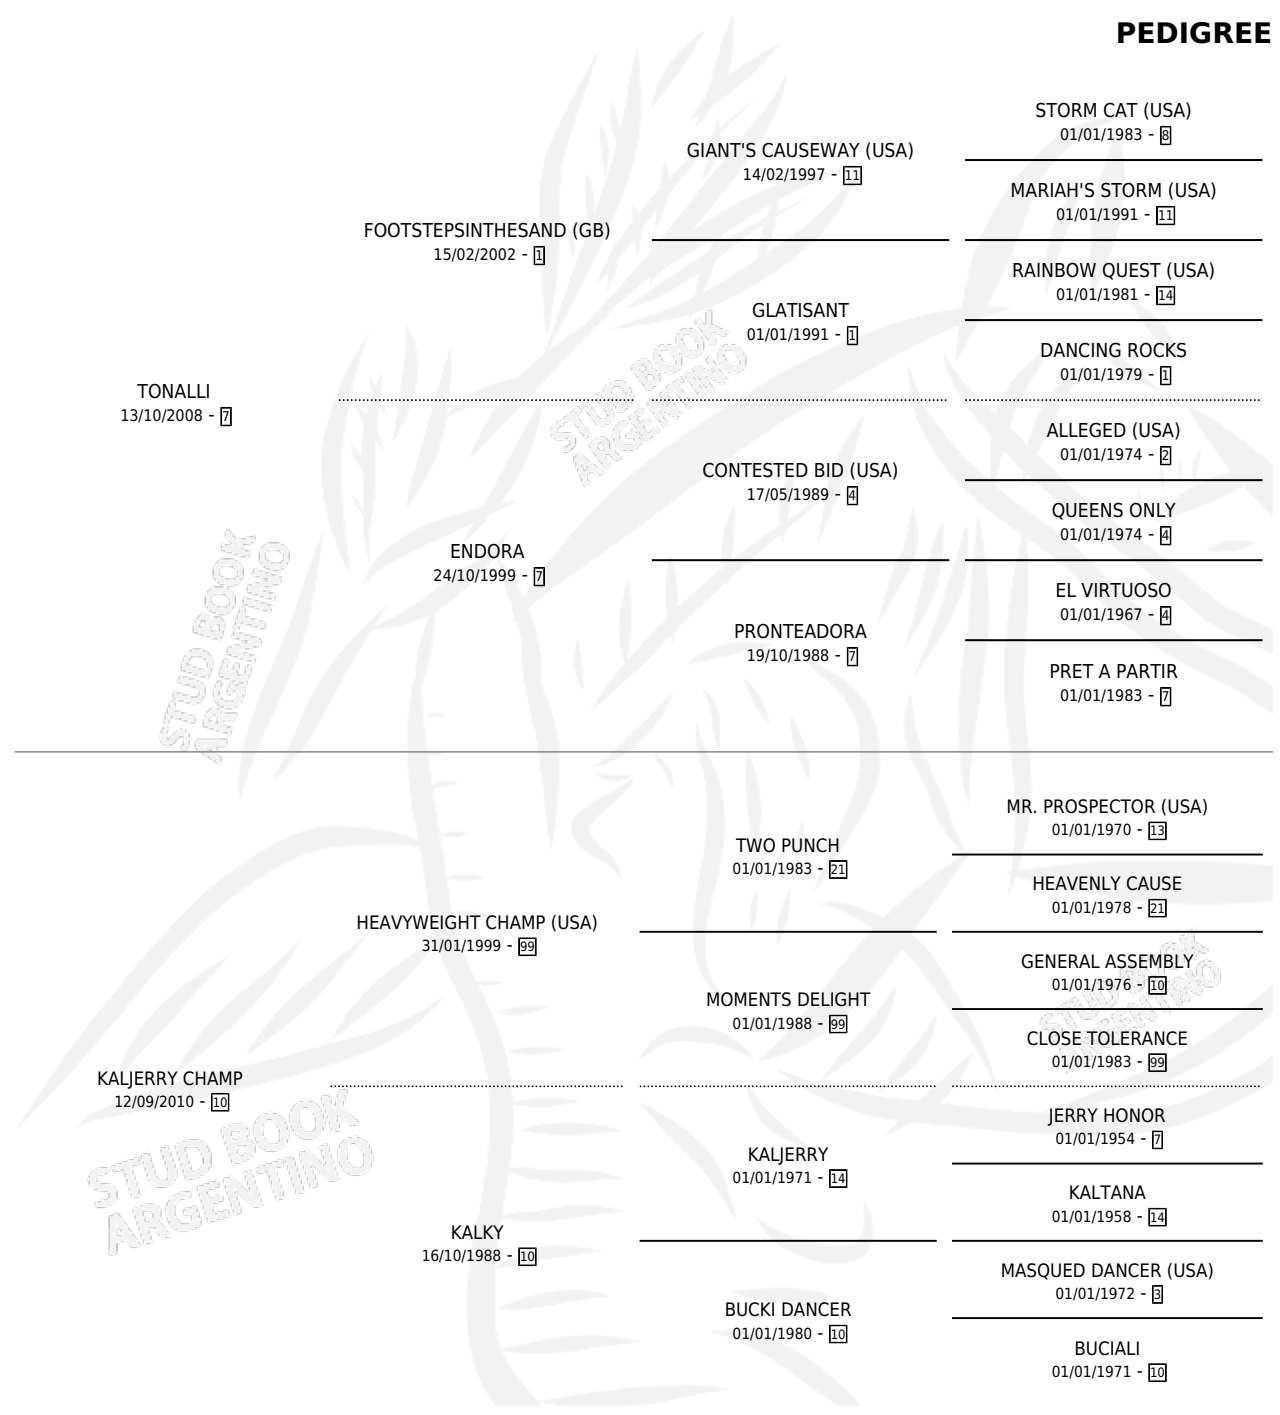 PEDIGREE
STORM CAT (USA)
01/01/1983 - 8
GIANT'S CAUSEWAY (USA)
14/02/1997 - 11
MARIAH'S STORM (USA)
01/01/1991 - 11
FOOTSTEPSINTHESAND (GB)
15/02/2002 - 1
RAINBOW QUEST (USA)
01/01/1981 - 14
GLATISANT
01/01/1991 - 1
DANCING ROCKS
01/01/1979 - 1
TONALLI
13/10/2008 - 7
ALLEGED (USA)
01/01/1974 - 2
CONTESTED BID (USA)
17/05/1989 - 4
QUEENS ONLY
01/01/1974 - 4
ENDORA
24/10/1999 - 7
EL VIRTUOSO
01/01/1967 - 4
PRONTEADORA
19/10/1988 - 7
PRET A PARTIR
01/01/1983 - 7
STUD BOOK
ARGENTINO
STUD BOOK
ARGENTINO
MR. PROSPECTOR (USA)
01/01/1970 - 13
TWO PUNCH
01/01/1983 - 21
HEAVENLY CAUSE
01/01/1978 - 21
HEAVYWEIGHT CHAMP (USA)
31/01/1999 - 99
GENERAL ASSEMBLY
01/01/1976 - 10
MOMENTS DELIGHT
01/01/1988 - 99
CLOSE TOLERANCE
01/01/1983 - 99
KALJERRY CHAMP
12/09/2010 - 10
JERRY HONOR
01/01/1954 - 7
KALJERRY
01/01/1971 - 14
KALTANA
01/01/1958 - 14
KALKY
16/10/1988 - 10
MASQUED DANCER (USA)
01/01/1972 - 3
BUCKI DANCER
01/01/1980 - 10
BUCIALI
01/01/1971 - 10
STUD BOOK
ARGENTINO
STUD BOOK
ARGENTINO